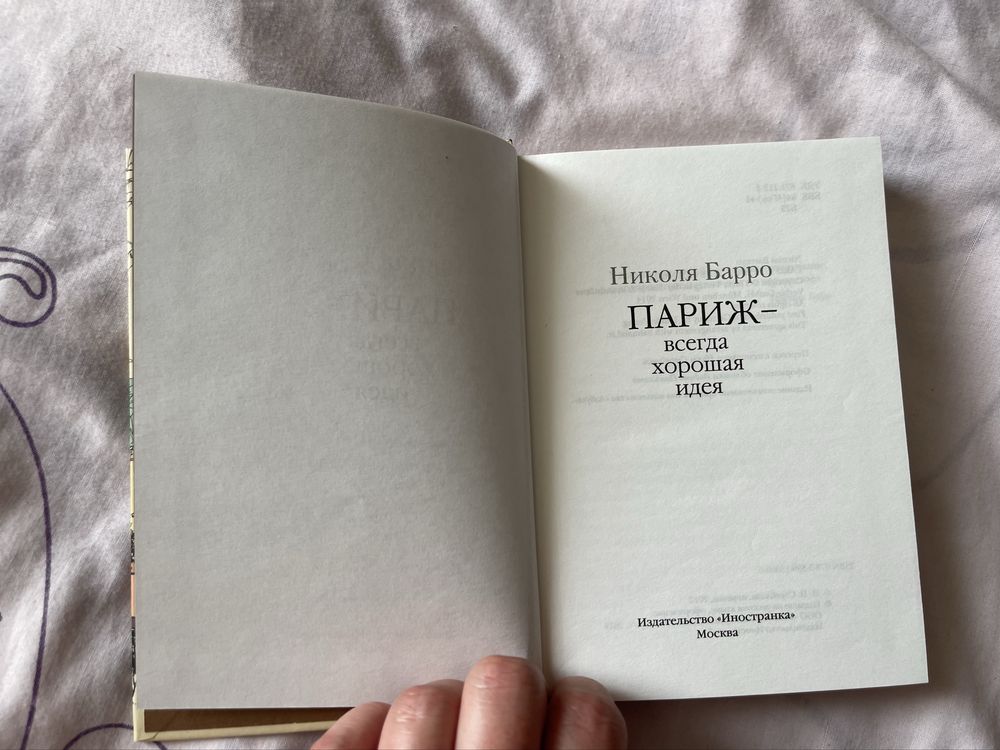 Николя Барро
ПАРИЖ–
всегда
хорошая
идея
Издательство «Иностранка»
Москва